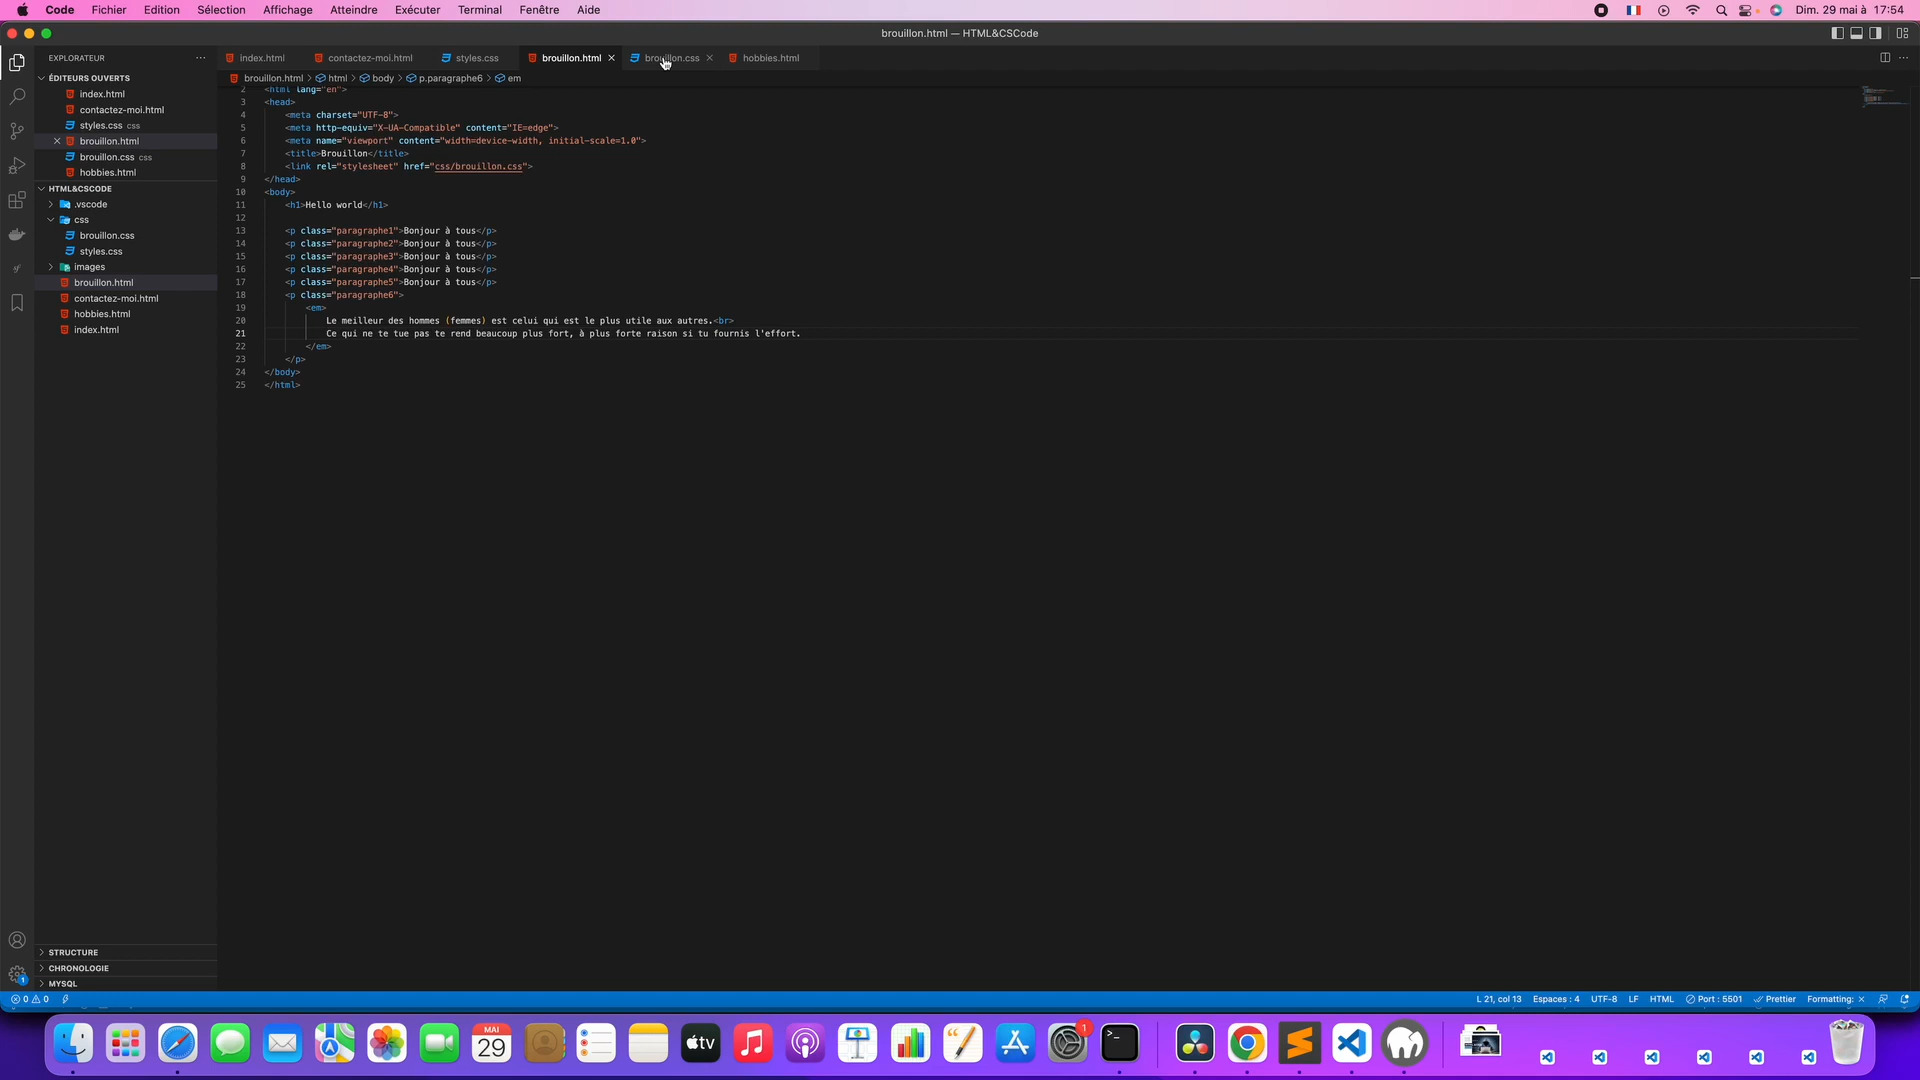 Code Fichier Edition Sélection Affichage Atteindre Exécuter Terminal Fenêtre Aide Dim. 29 mai à 17:54
brouillon.html — HTML&CSCode
EXPLORATEUR
index.html contactez-moi.html styles.css brouillon.html brouillon.css hobbies.html
ÉDITEURS OUVERTS
brouillon.html > html > body > p.paragraphe6 > em
index.html
contactez-moi.html
styles.css css
brouillon.html
brouillon.css css
hobbies.html
HTML&CSCODE
.vscode
css
brouillon.css
styles.css
images
brouillon.html
contactez-moi.html
hobbies.html
index.html
STRUCTURE
CHRONOLOGIE
MYSQL
2 <html lang="en">
3 <head>
4 <meta charset="UTF-8">
5 <meta http-equiv="X-UA-Compatible" content="IE=edge">
6 <meta name="viewport" content="width=device-width, initial-scale=1.0">
7 <title>Brouillon</title>
8 <link rel="stylesheet" href="css/brouillon.css">
9 </head>
10 <body>
11 <h1>Hello world</h1>
12
13 <p class="paragraphe1">Bonjour à tous</p>
14 <p class="paragraphe2">Bonjour à tous</p>
15 <p class="paragraphe3">Bonjour à tous</p>
16 <p class="paragraphe4">Bonjour à tous</p>
17 <p class="paragraphe5">Bonjour à tous</p>
18 <p class="paragraphe6">
19 <em>
20 Le meilleur des hommes (femmes) est celui qui est le plus utile aux autres.<br>
21 Ce qui ne te tue pas te rend beaucoup plus fort, à plus forte raison si tu fournis l'effort.
22 </em>
23 </p>
24 </body>
25 </html>
1
0 0 L 21, col 13 Espaces : 4 UTF-8 LF HTML Port : 5501 Prettier Formatting: ×
MAI
29
tv
1